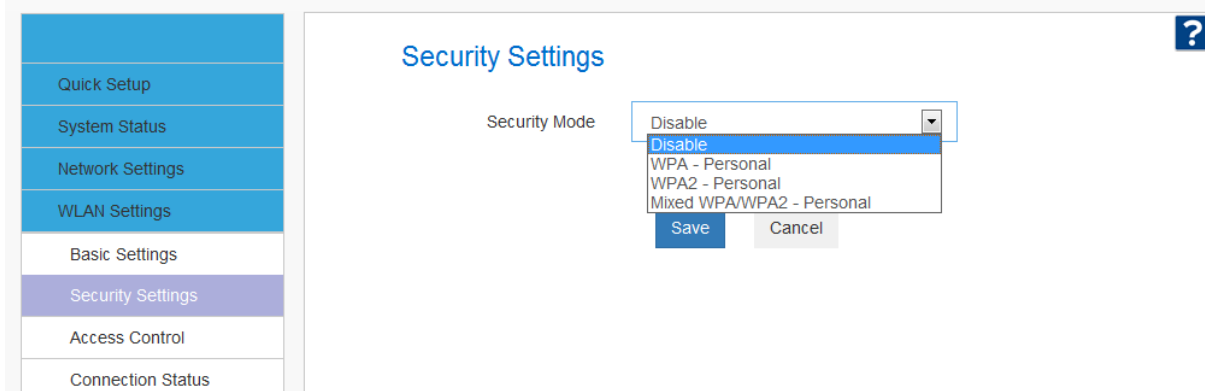 Quick Setup
System Status
Network Settings
WLAN Settings
Basic Settings
Security Settings
Access Control
Connection Status
?
Security Settings
Security Mode
Disable
Disable
WPA - Personal
WPA2 - Personal
Mixed WPA/WPA2 - Personal
Save Cancel